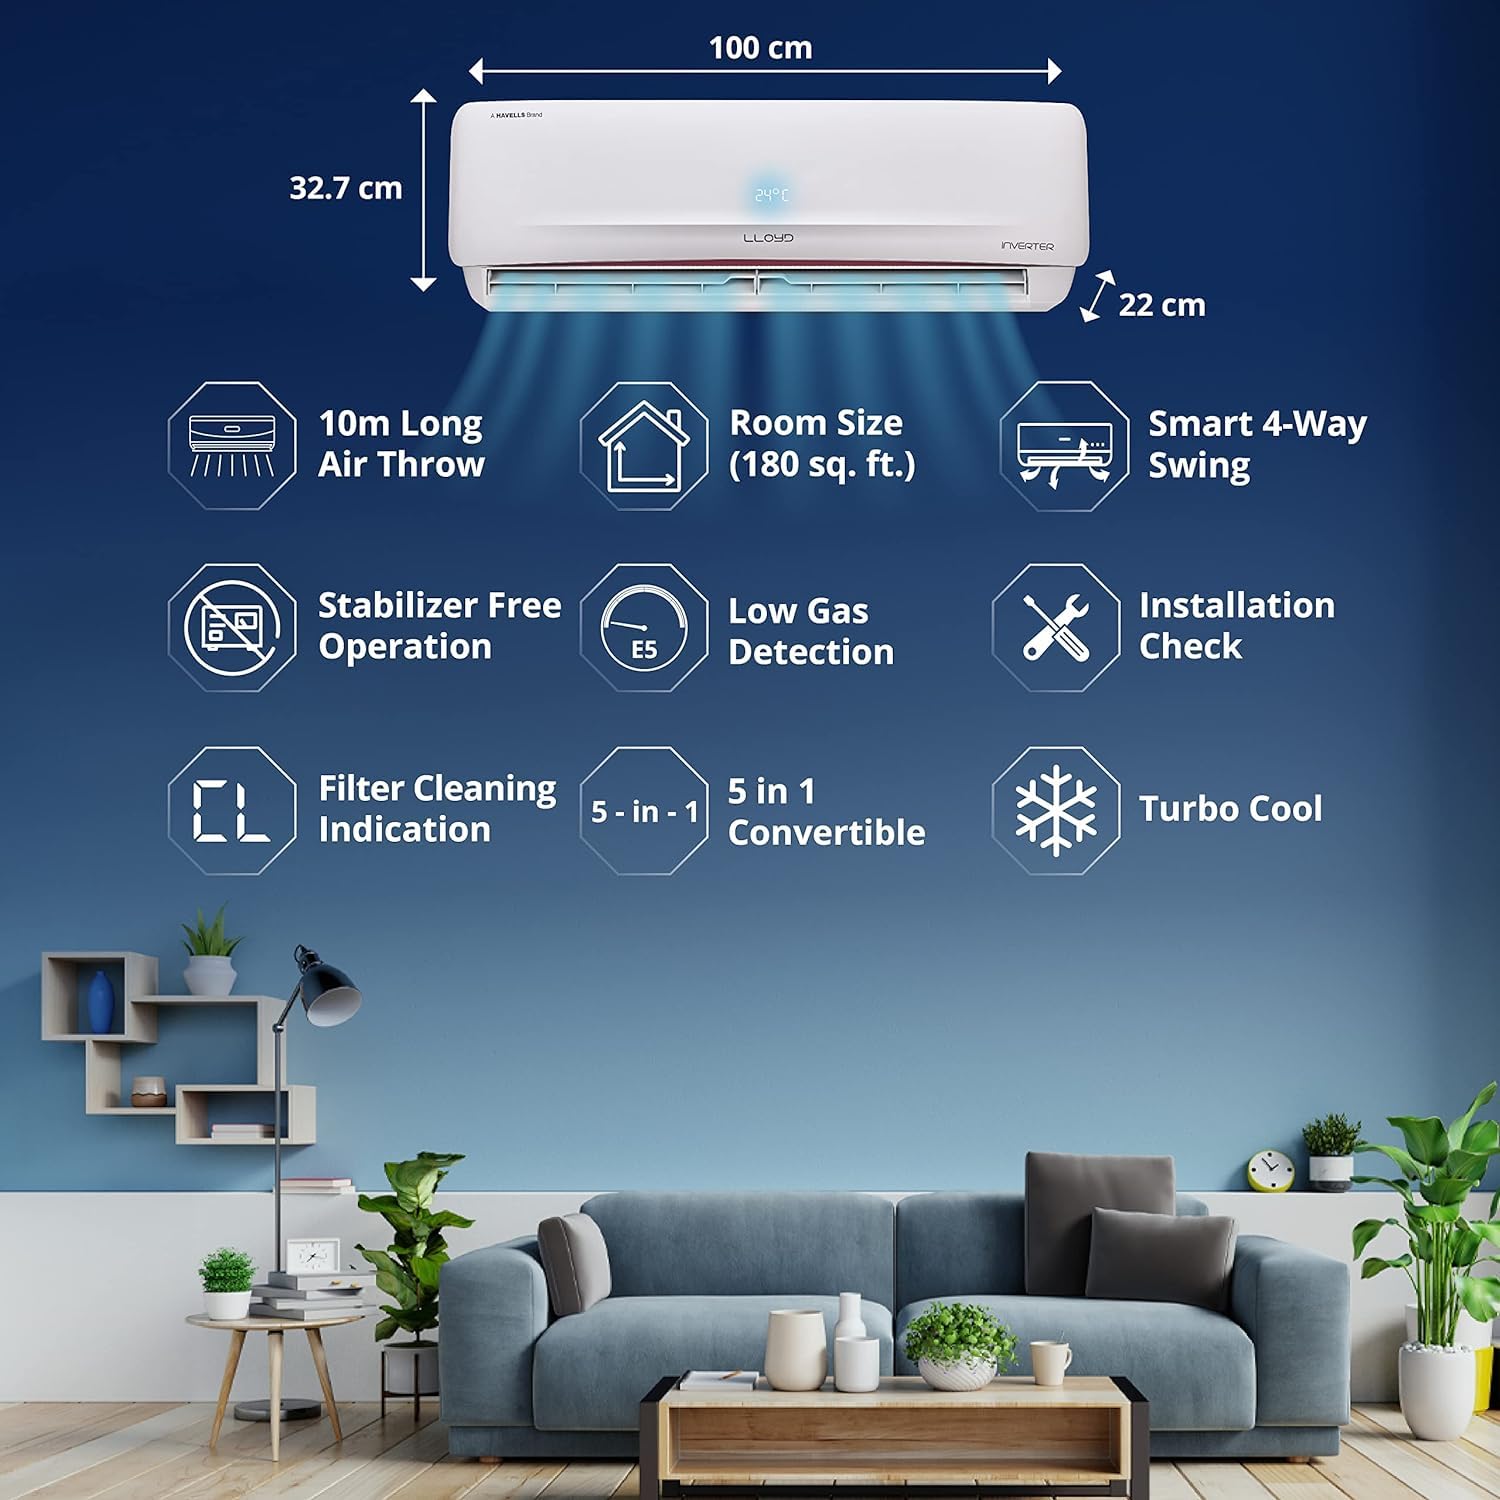 100 cm
32.7 cm
A HAVELLS Brand
24°C
LLOYD
INVERTER
22 cm
10m Long
Air Throw
Room Size
(180 sq. ft.)
Smart 4-Way
Swing
Stabilizer Free
Operation
E5
Low Gas
Detection
Installation
Check
CL
Filter Cleaning
Indication
5 - in - 1
5 in 1
Convertible
Turbo Cool